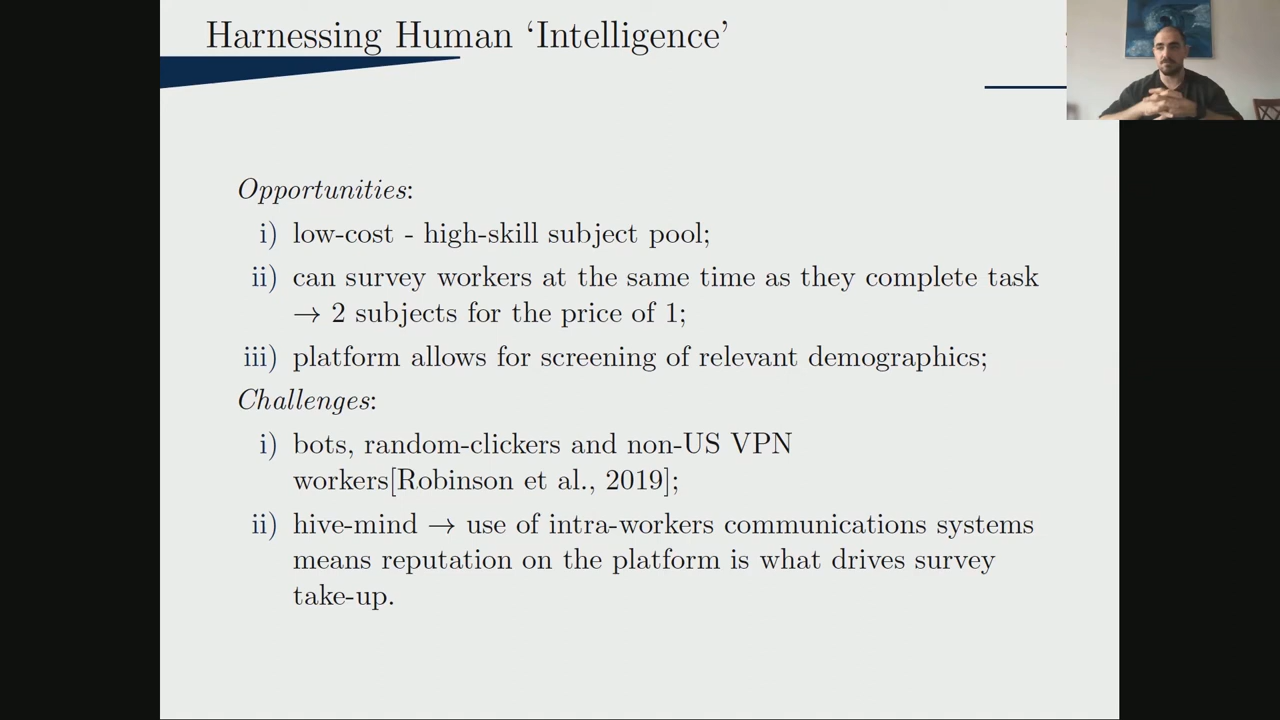 Harnessing Human ‘Intelligence’
Opportunities:
i) low-cost - high-skill subject pool;
ii) can survey workers at the same time as they complete task
→ 2 subjects for the price of 1;
iii) platform allows for screening of relevant demographics;
Challenges:
i) bots, random-clickers and non-US VPN
workers[Robinson et al., 2019];
ii) hive-mind → use of intra-workers communications systems
means reputation on the platform is what drives survey
take-up.